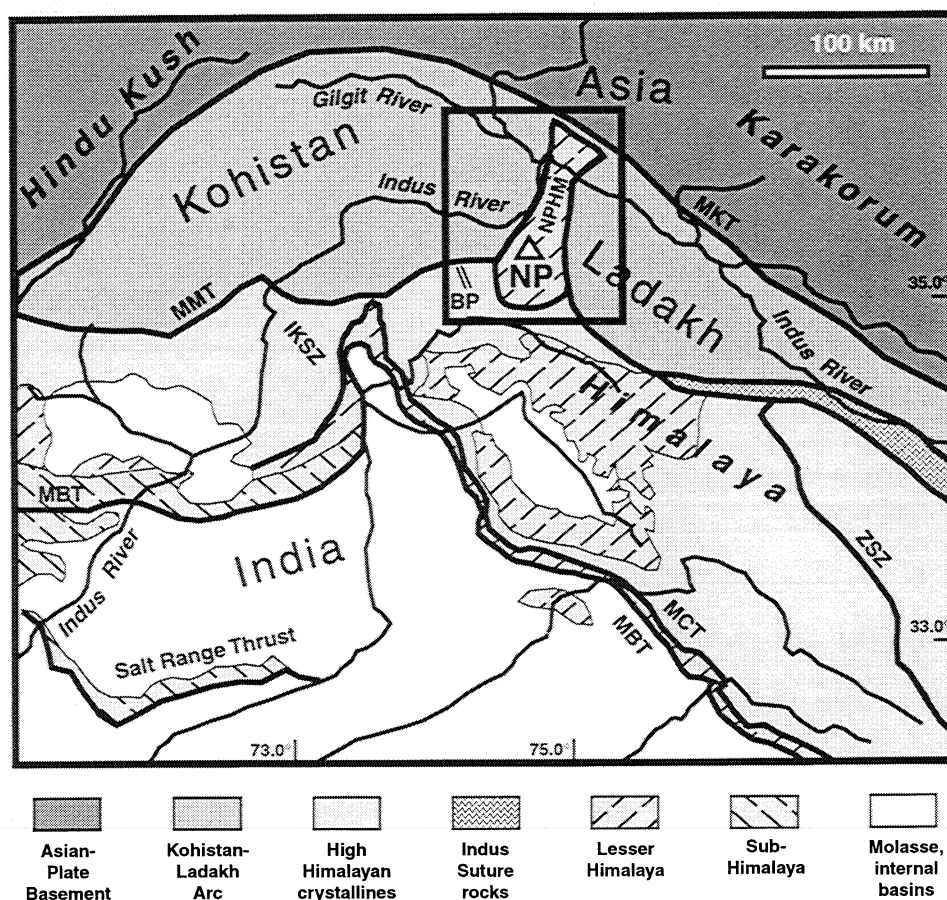 100 km
Asia
Hindu Kush
Gilgit River
Karakorum
Kohistan
Indus River
NPHM
MKT
NP
Ladakh
35.0°
BP
MMT
IKSZ
Indus River
Himalaya
MBT
ZSZ
India
Indus River
MCT
MBT
33.0°
Salt Range Thrust
73.0°
75.0°
Asian-
Plate
Basement
Kohistan-
Ladakh
Arc
High
Himalayan
crystallines
Indus
Suture
rocks
Lesser
Himalaya
Sub-
Himalaya
Molasse,
internal
basins